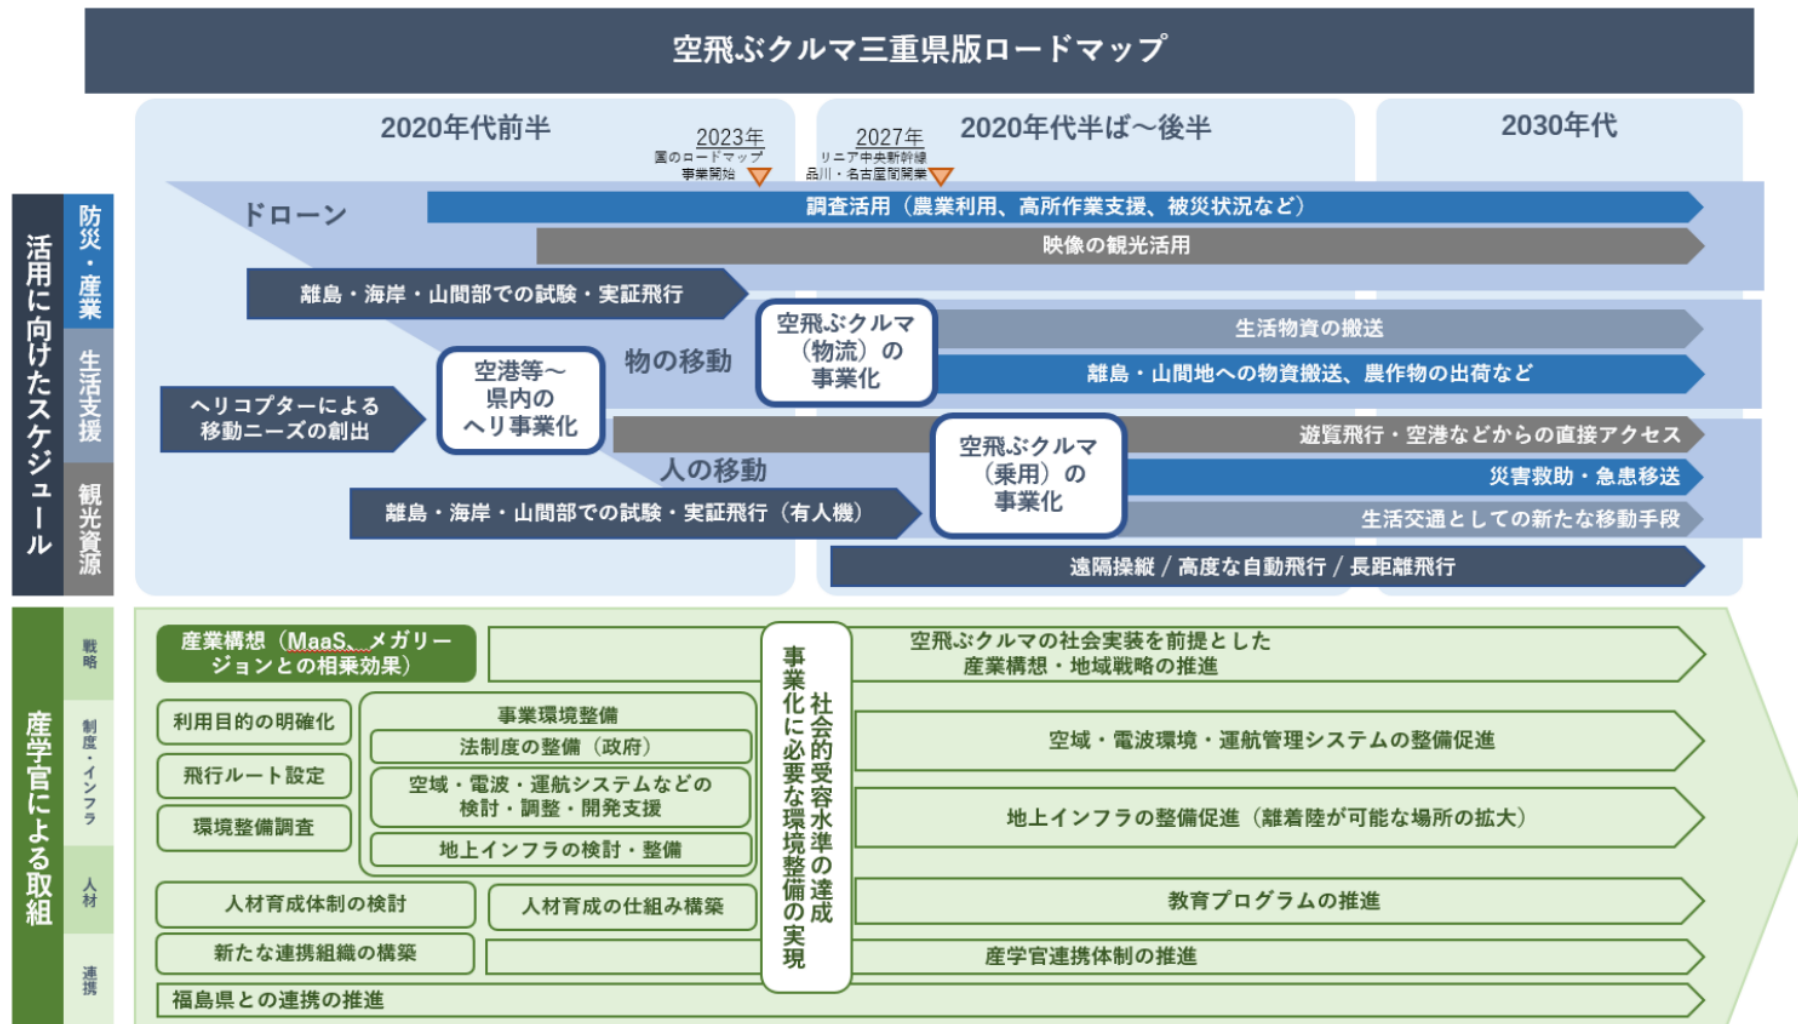 空飛ぶクルマ三重県版ロードマップ
2020年代前半
2023年
国のロードマップ
事業開始
2027年
リニア中央新幹線
品川・名古屋間開業
2020年代半ば～後半
2030年代
活用に向けたスケジュール
防災・産業
生活支援
観光資源
ドローン
調査活用（農業利用、高所作業支援、被災状況など）
映像の観光活用
離島・海岸・山間部での試験・実証飛行
物の移動
空飛ぶクルマ
（物流）の
事業化
生活物資の搬送
離島・山間地への物資搬送、農作物の出荷など
ヘリコプターによる
移動ニーズの創出
空港等～
県内の
ヘリ事業化
人の移動
遊覧飛行・空港などからの直接アクセス
空飛ぶクルマ
（乗用）の
事業化
災害救助・急患移送
離島・海岸・山間部での試験・実証飛行（有人機）
生活交通としての新たな移動手段
遠隔操縦 / 高度な自動飛行 / 長距離飛行
産学官による取組
戦略
制度・インフラ
人材
連携
産業構想（MaaS、メガリー
ジョンとの相乗効果）
空飛ぶクルマの社会実装を前提とした
産業構想・地域戦略の推進
利用目的の明確化
飛行ルート設定
環境整備調査
事業環境整備
法制度の整備（政府）
空域・電波・運航システムなどの
検討・調整・開発支援
地上インフラの検討・整備
社会的受容水準の達成
事業化に必要な環境整備の実現
空域・電波環境・運航管理システムの整備促進
地上インフラの整備促進（離着陸が可能な場所の拡大）
人材育成体制の検討
人材育成の仕組み構築
教育プログラムの推進
新たな連携組織の構築
産学官連携体制の推進
福島県との連携の推進